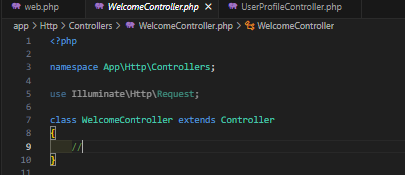 web.php WelcomeController.php UserProfileController.php
app > Http > Controllers > WelcomeController.php > WelcomeController
1 <?php
2
3 namespace App\Http\Controllers;
4
5 use Illuminate\Http\Request;
6
7 class WelcomeController extends Controller
8 {
9 //
10 }
11